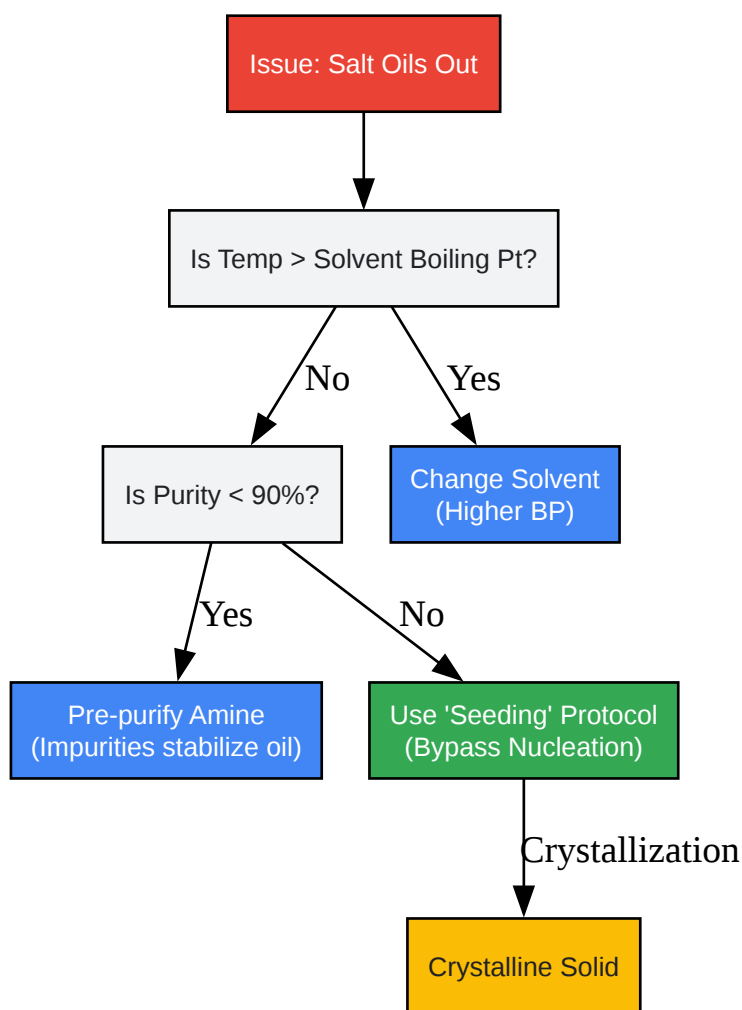 Issue: Salt Oils Out
Is Temp > Solvent Boiling Pt?
No
Yes
Is Purity < 90%?
Change Solvent
(Higher BP)
Yes
No
Pre-purify Amine
(Impurities stabilize oil)
Use 'Seeding' Protocol
(Bypass Nucleation)
Crystallization
Crystalline Solid